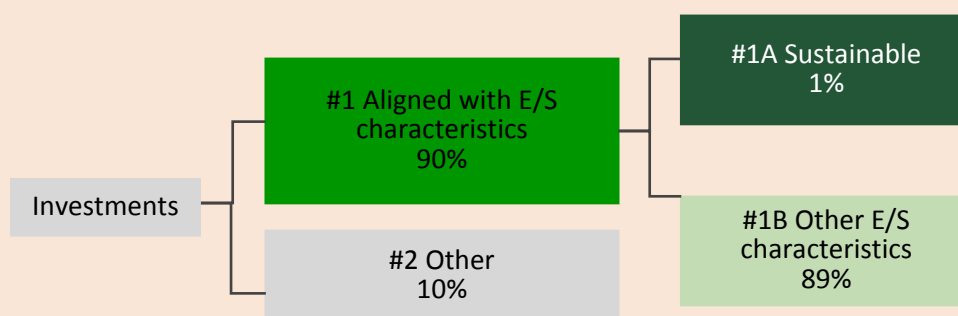 Investments
#1 Aligned with E/S
characteristics
90%
#2 Other
10%
#1A Sustainable
1%
#1B Other E/S
characteristics
89%